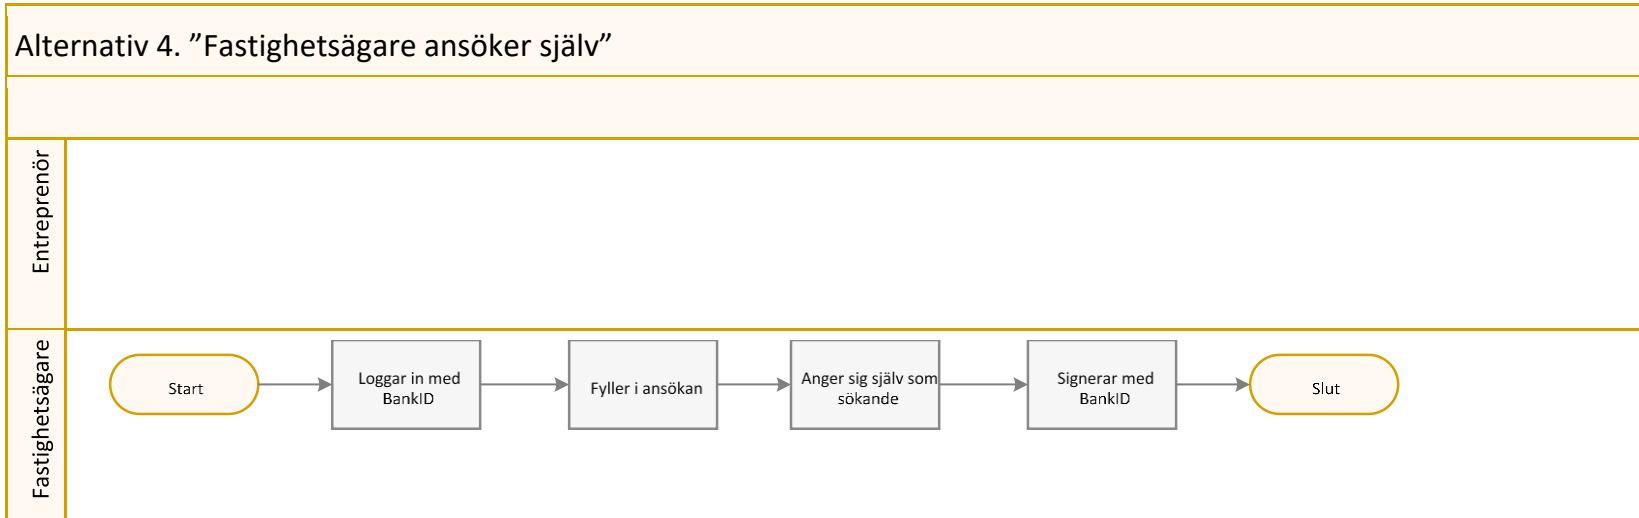 Alternativ 4. ”Fastighetsägare ansöker själv”
Entreprenör
Fastighetsägare
Start
Loggar in med
BankID
Fyller i ansökan
Anger sig själv som
sökande
Signerar med
BankID
Slut